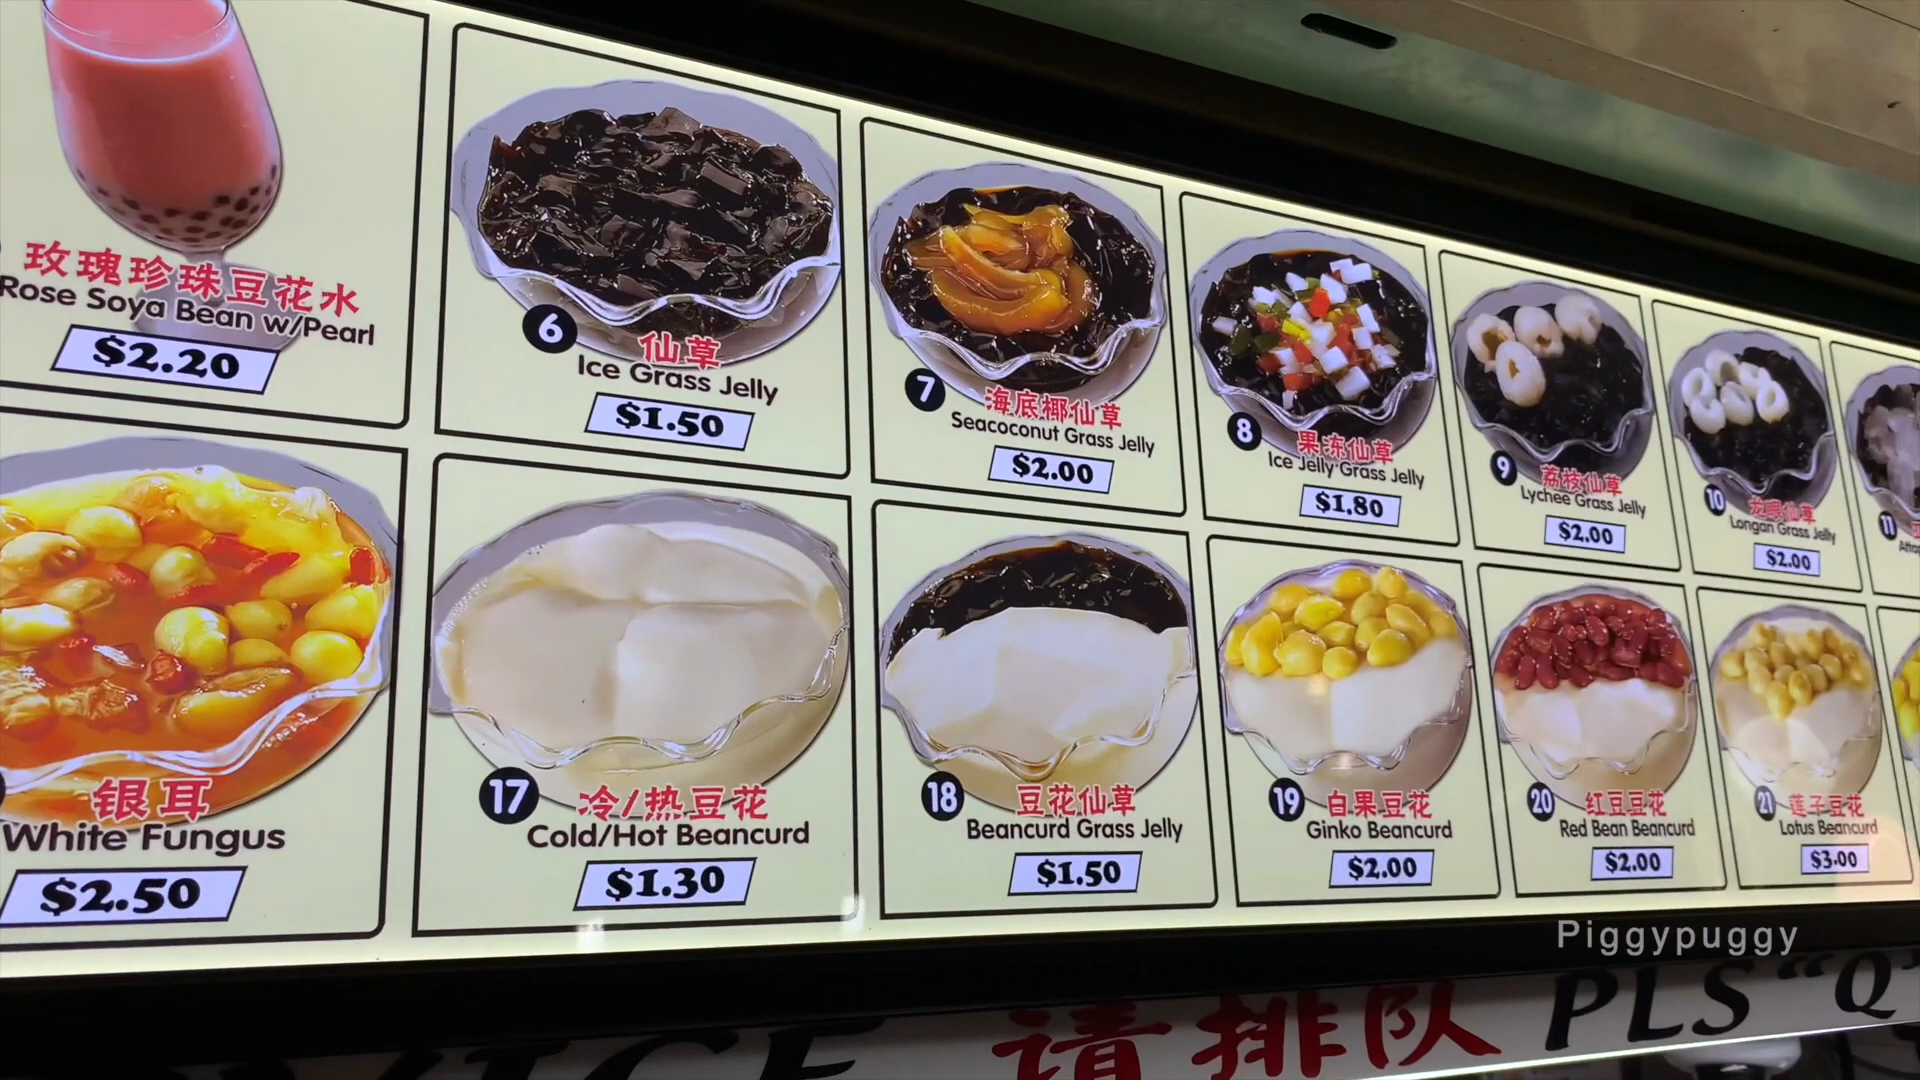 玫瑰珍珠豆花水
Rose Soya Bean w/Pearl
$2.20
6
仙草
Ice Grass Jelly
$1.50
7
海底椰仙草
Seacoconut Grass Jelly
$2.00
8
果冻仙草
Ice Jelly Grass Jelly
$1.80
9
荔枝仙草
Lychee Grass Jelly
$2.00
10
龙眼仙草
Longan Grass Jelly
$2.00
11
银耳
White Fungus
$2.50
17
冷/热豆花
Cold/Hot Beancurd
$1.30
18
豆花仙草
Beancurd Grass Jelly
$1.50
19
白果豆花
Ginko Beancurd
$2.00
20
红豆豆花
Red Bean Beancurd
$2.00
21
莲子豆花
Lotus Beancurd
$3.00
Piggypuggy
请排队 PLS "Q"